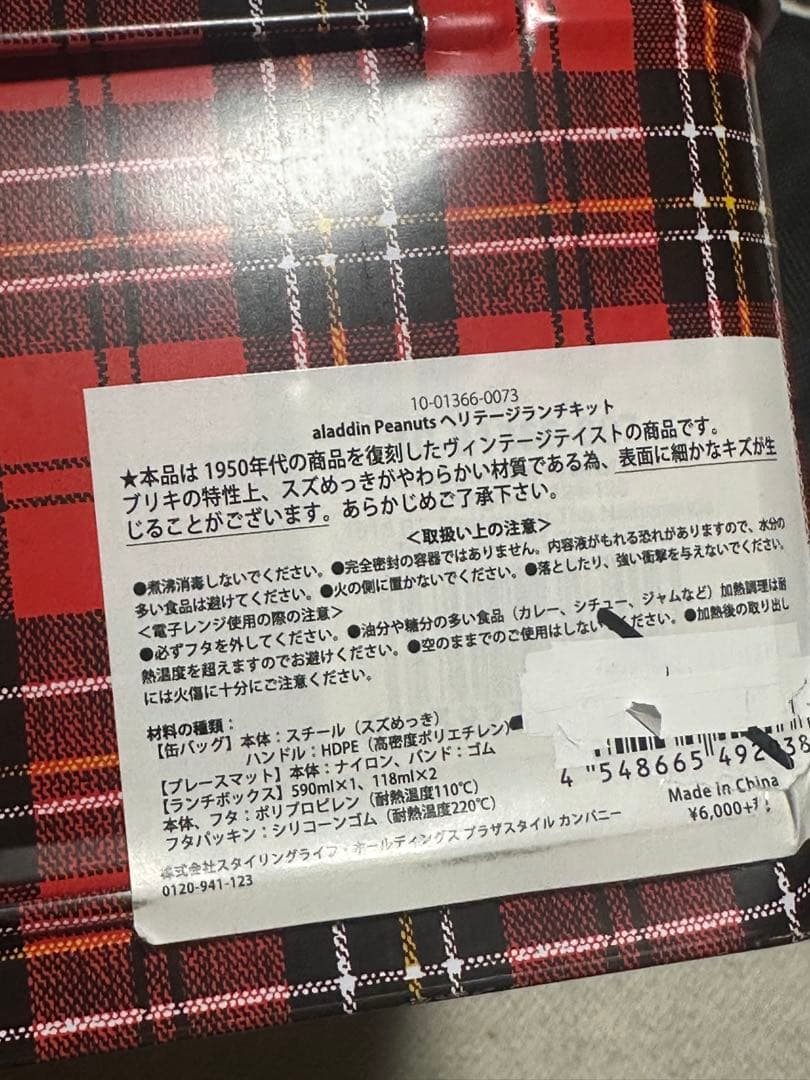 10-01366-0073
aladdin Peanuts ヘリテージランチキット
★本品は 1950年代の商品を復刻したヴィンテージテイストの商品です。
ブリキの特性上、スズめっきがやわらかい材質である為、表面に細かなキズが生
じることがございます。あらかじめご了承下さい。
＜取扱い上の注意＞
●煮沸消毒しないでください。●完全密封の容器ではありません。内容液がもれる恐れがありますので、水分の
多い食品は避けてください。●火の側に置かないでください。●落としたり、強い衝撃を与えないでください。
＜電子レンジ使用の際の注意＞
●必ずフタを外してください。●油分や糖分の多い食品（カレー、シチュー、ジャムなど）加熱調理は耐
熱温度を超えますのでお避けください。●空のままでのご使用はしないください。●加熱後の取り出し
には火傷に十分にご注意ください。
材料の種類：
【缶バッグ】本体：スチール（スズめっき）
ハンドル：HDPE（高密度ポリエチレン）
【プレースマット】本体：ナイロン、バンド：ゴム
【ランチボックス】590ml×1、118ml×2
本体、フタ：ポリプロピレン（耐熱温度110℃）
フタパッキン：シリコーンゴム（耐熱温度220℃）
株式会社スタイリングライフ・ホールディングス プラザスタイル カンパニー
0120-941-123
4 548665 492 38
Made in China
¥6,000+